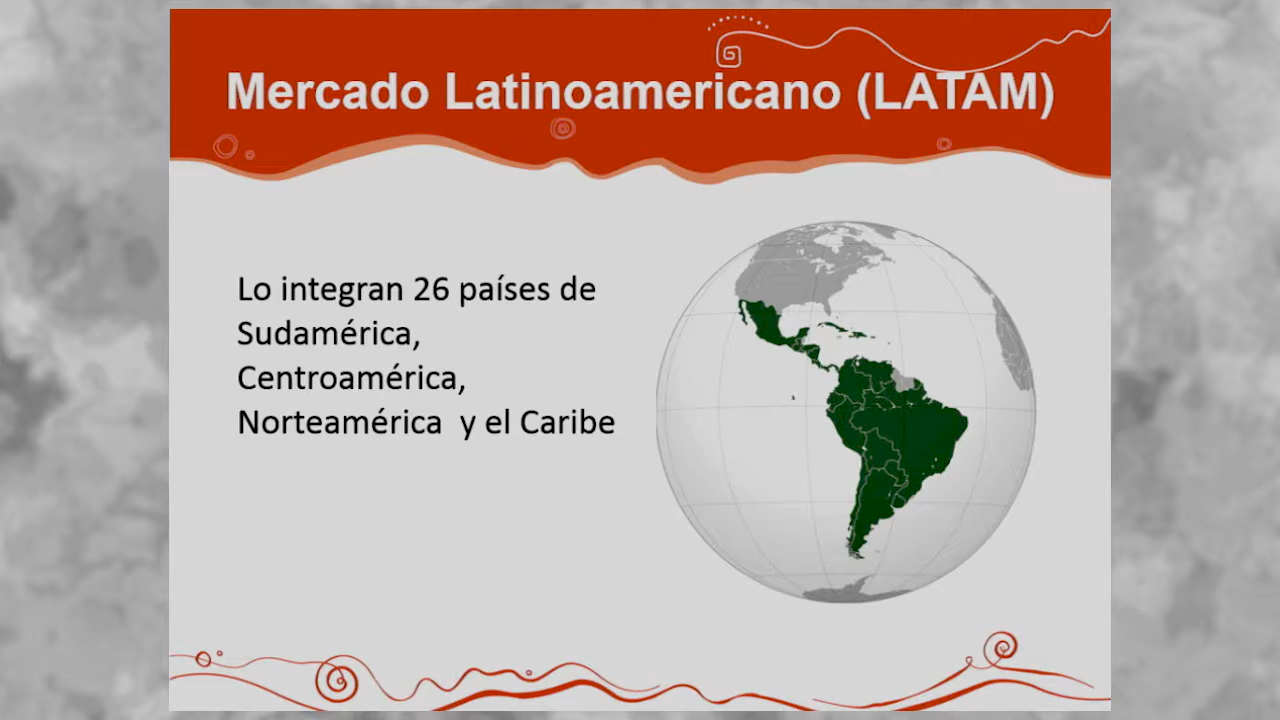 Mercado Latinoamericano (LATAM)
Lo integran 26 países de
Sudamérica,
Centroamérica,
Norteamérica y el Caribe